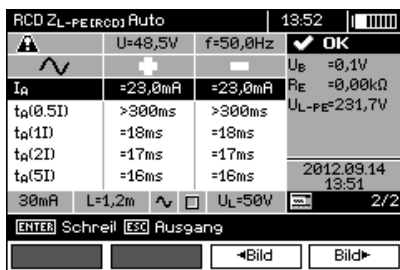 RCD ZL-PE[RCD] Auto 13:52
U=48,5V f=50,0Hz OK
UB =0,1V
IA =23,0mA =23,0mA RE =0,00kΩ
tA(0.5I) >300ms >300ms UL-PE=231,7V
tA(1I) =18ms =18ms
tA(2I) =17ms =17ms
tA(5I) =16ms =16ms 2012.09.14
13:51
30mA L=1,2m UL=50V 2/2
ENTER Schreil ESC Ausgang
◄Bild Bild►